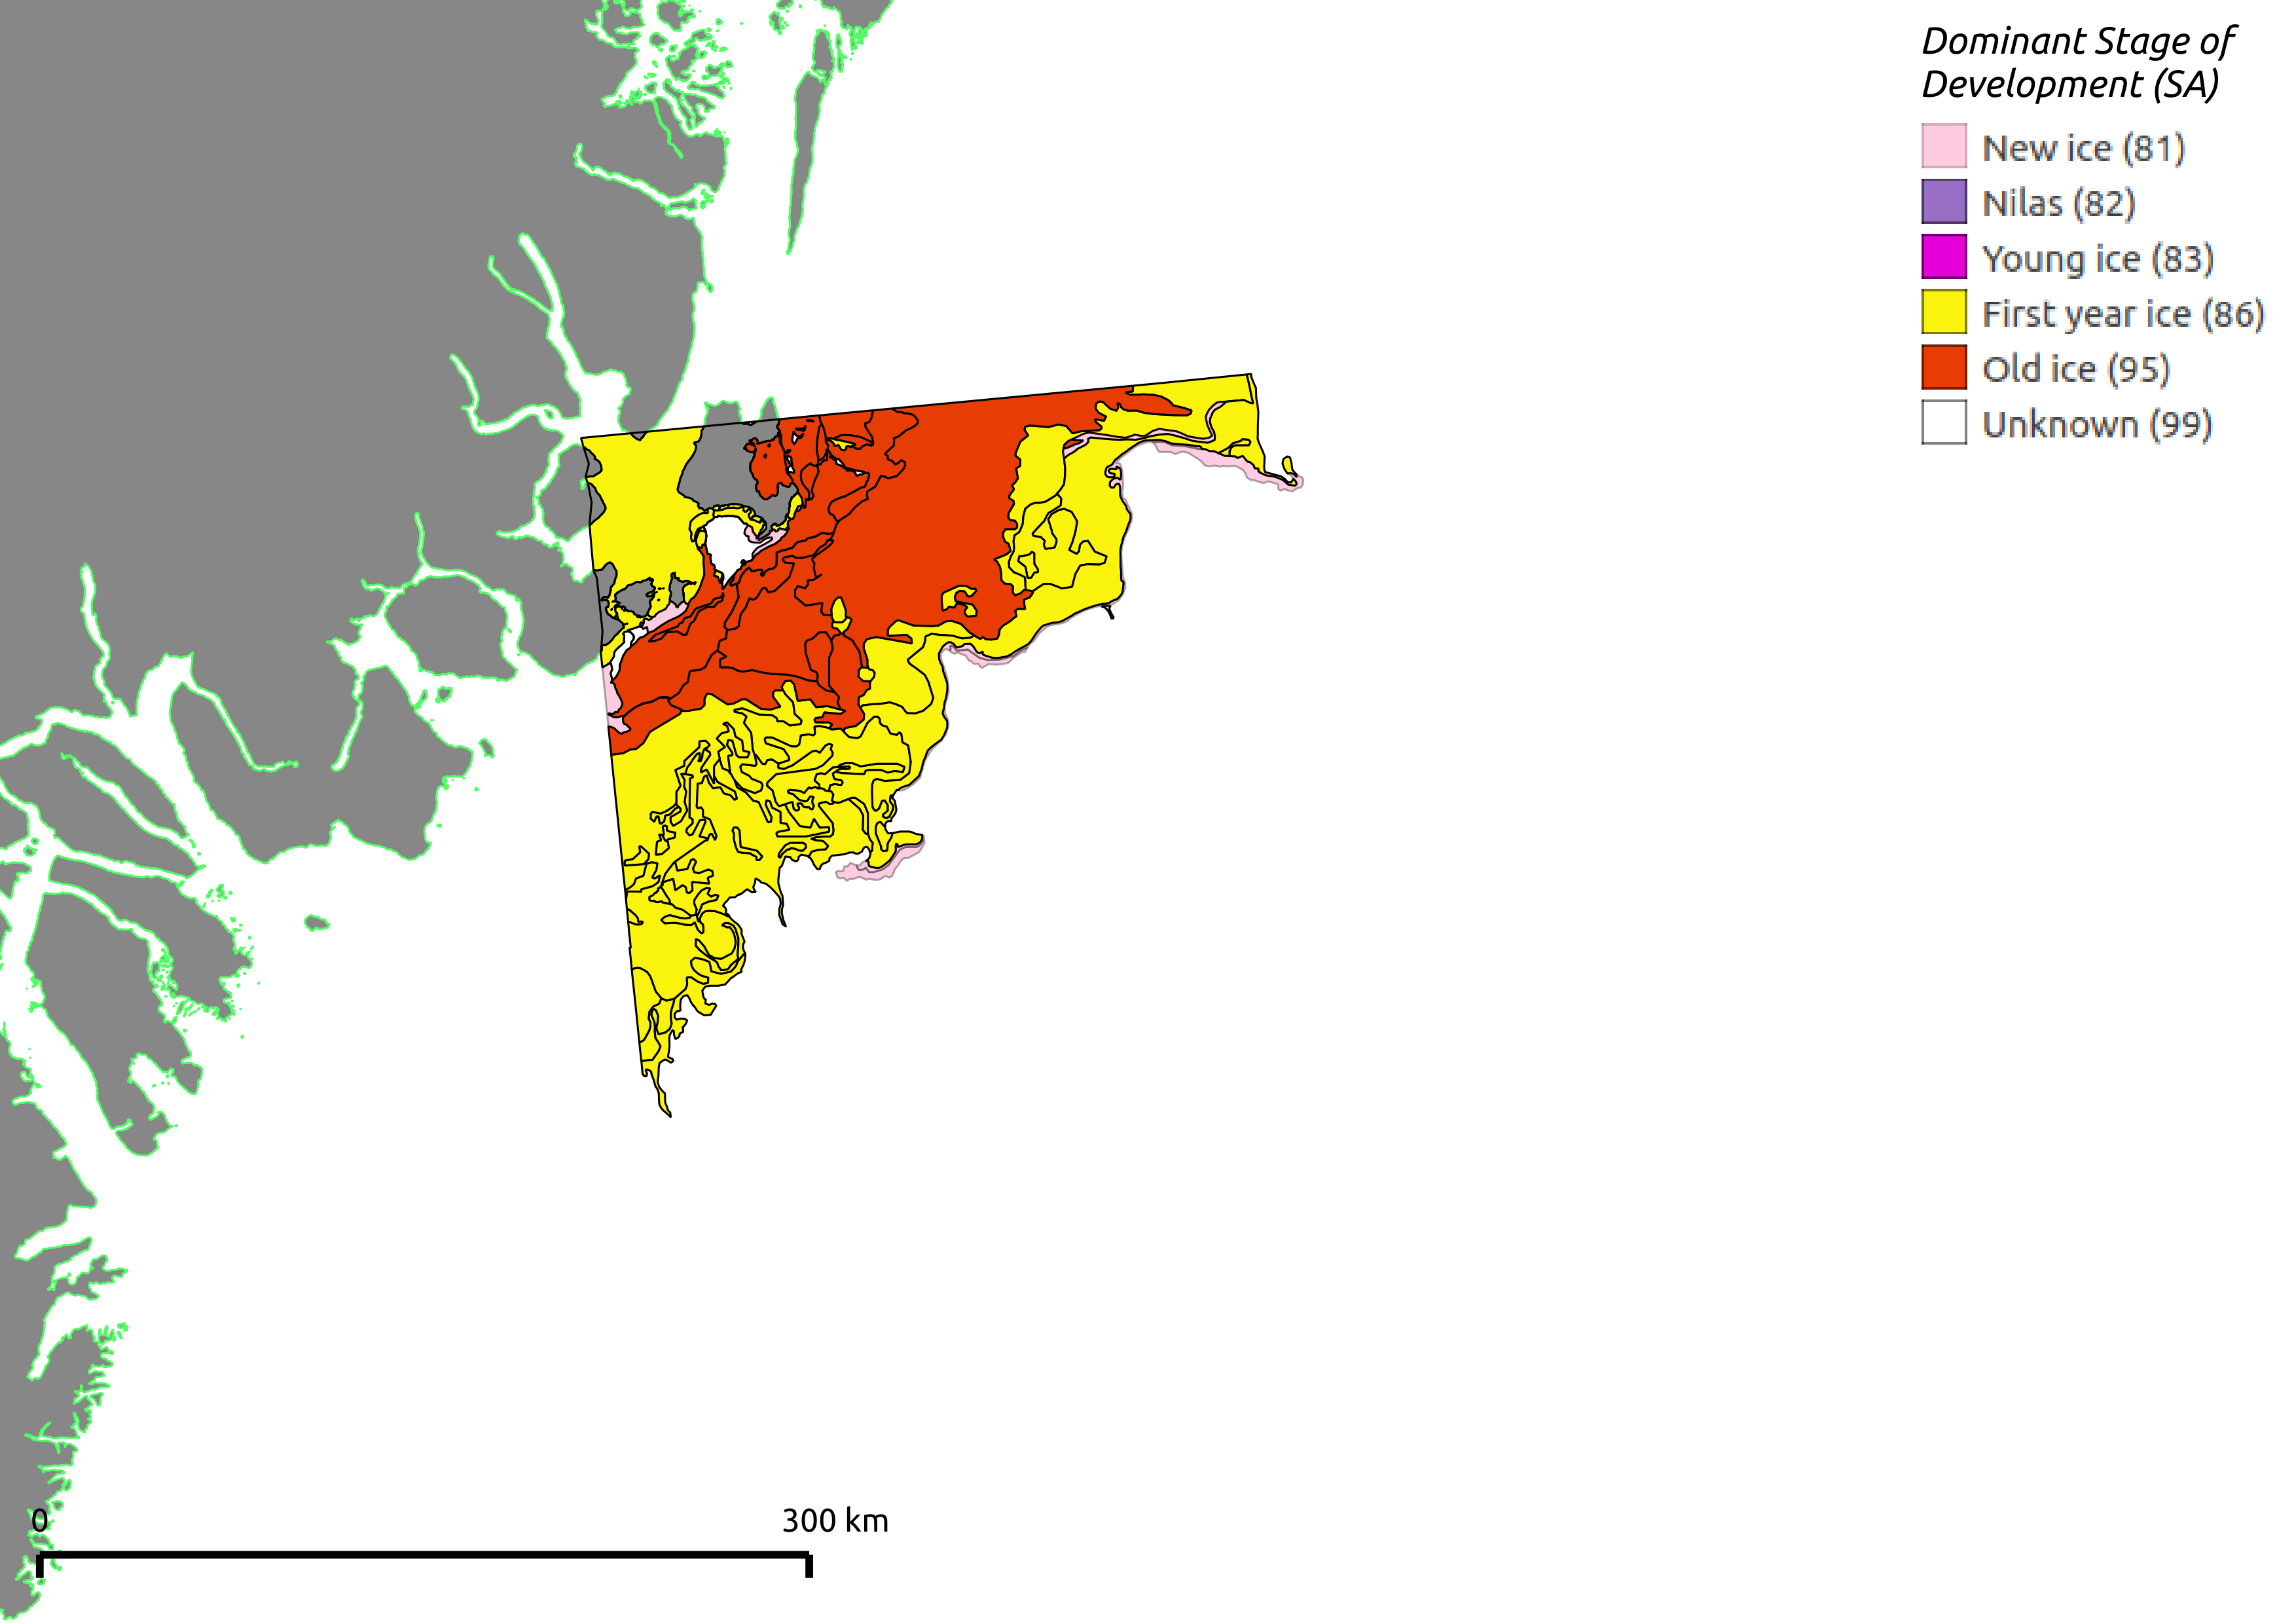 Dominant Stage of
Development (SA)
New ice (81)
Nilas (82)
Young ice (83)
First year ice (86)
Old ice (95)
Unknown (99)
0
300 km